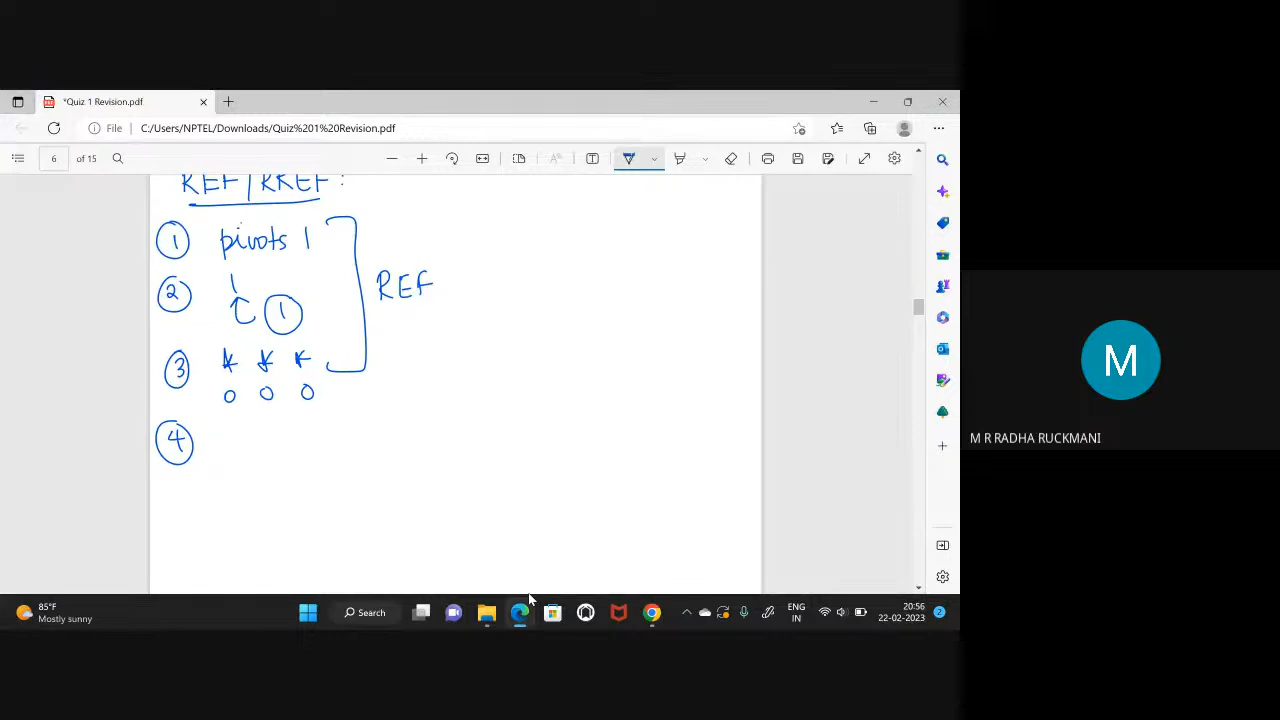 *Quiz 1 Revision.pdf
File C:/Users/NPTEL/Downloads/Quiz%201%20Revision.pdf
6 of 15
REF/RREF:
① pivots 1
② 1
①
③ * * *
0 0 0
REF
④
M
M R RADHA RUCKMANI
85°F
Mostly sunny
Search
ENG
IN
20:56
22-02-2023
2